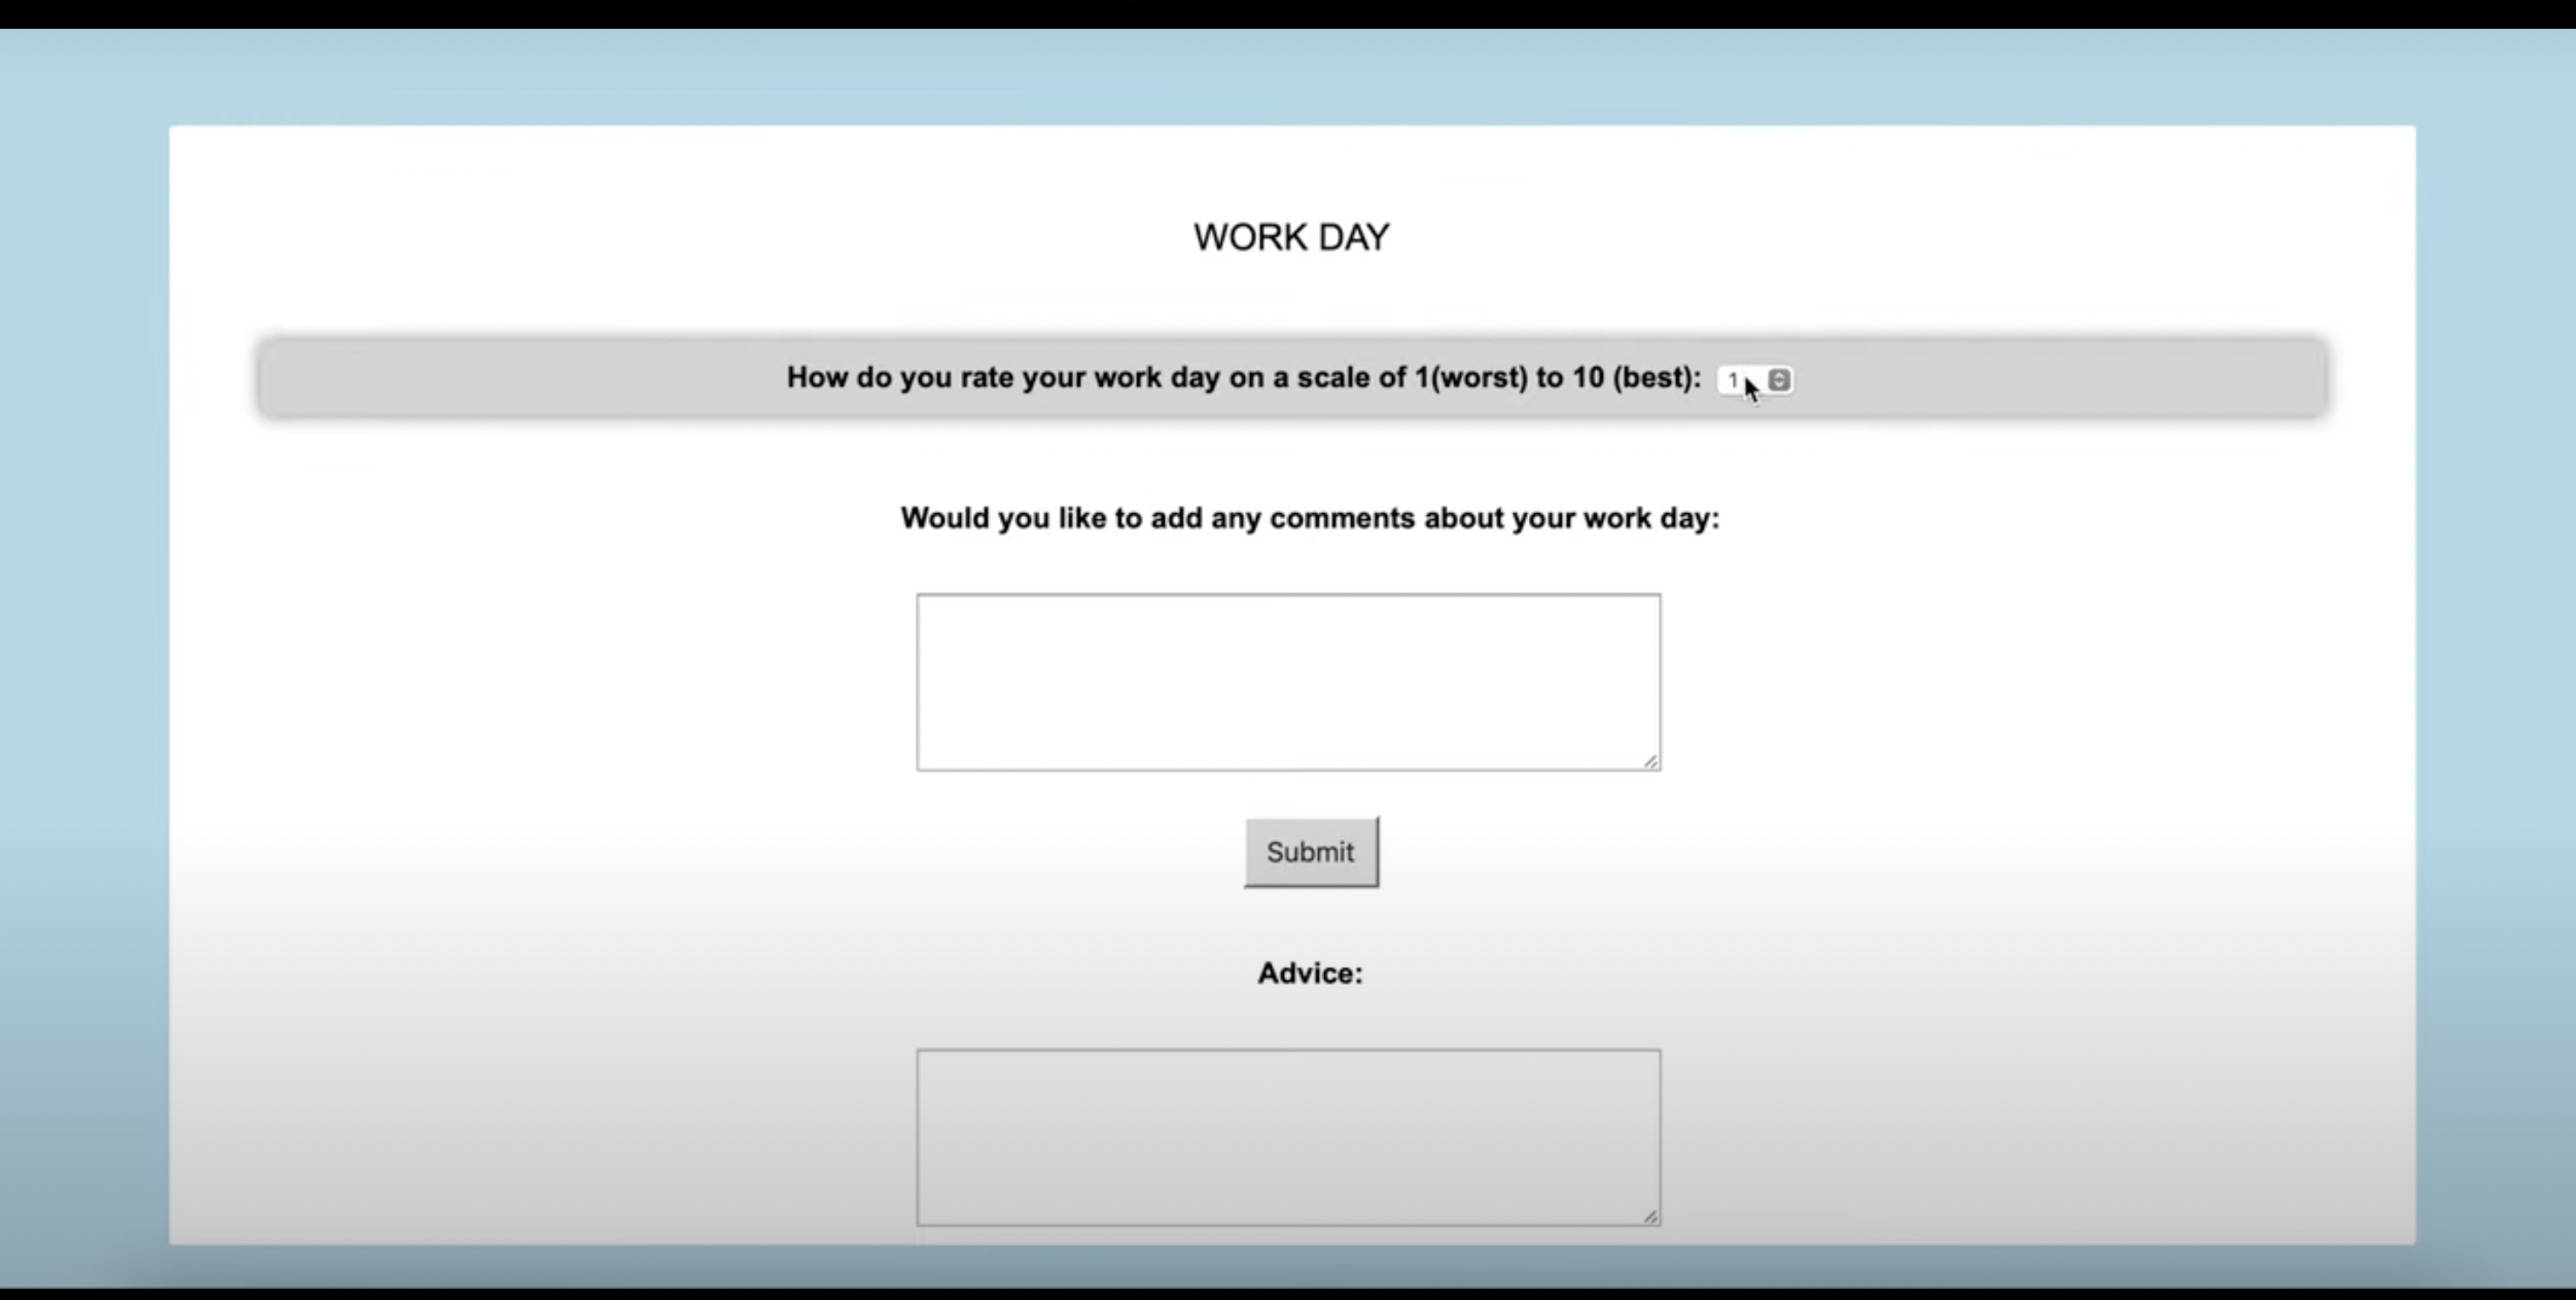 WORK DAY
How do you rate your work day on a scale of 1(worst) to 10 (best): 1
Would you like to add any comments about your work day:
Submit
Advice: